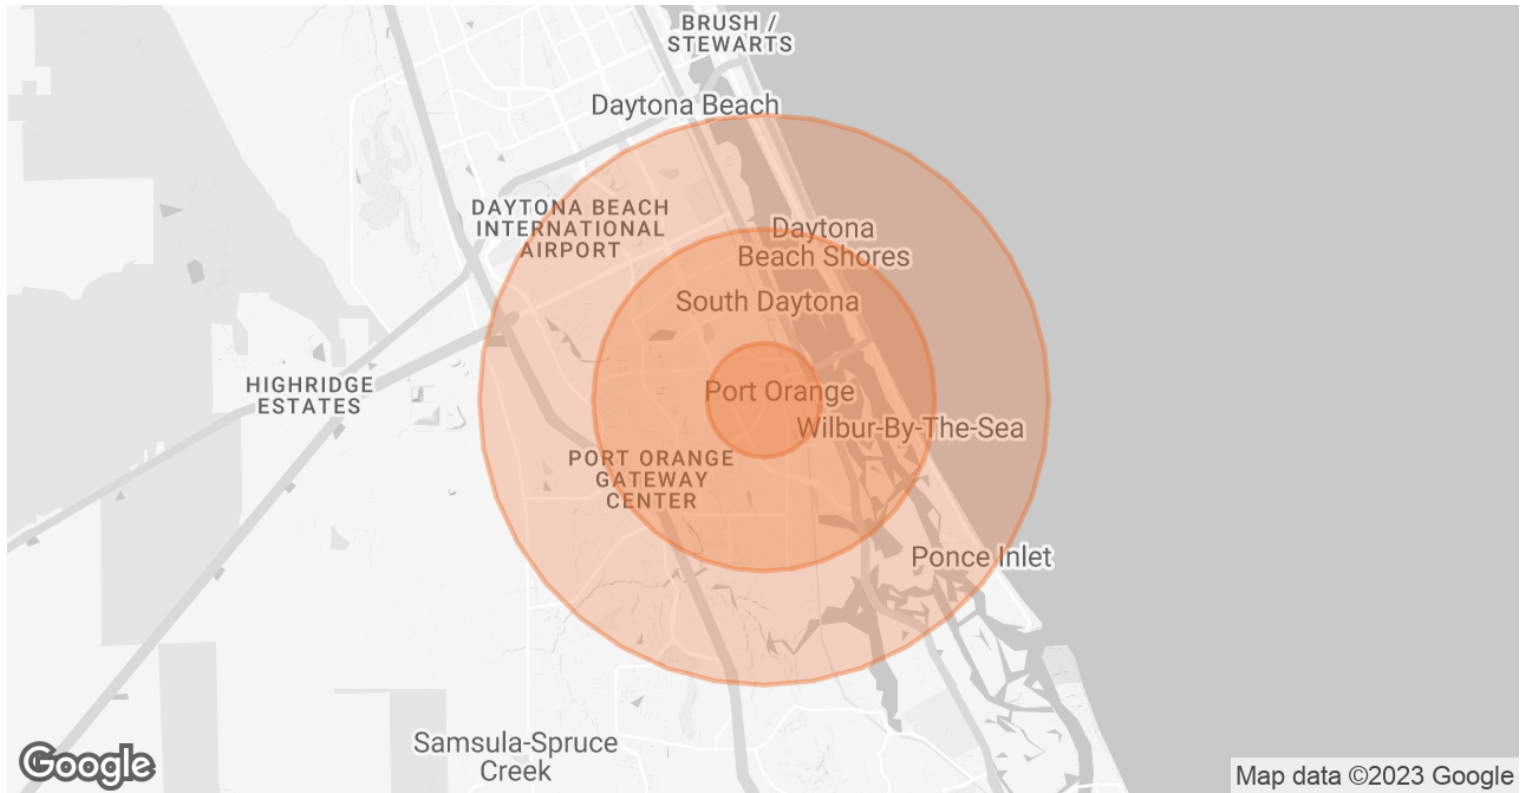 BRUSH /
STEWARTS
Daytona Beach
DAYTONA BEACH
INTERNATIONAL
AIRPORT
Daytona
Beach Shores
South Daytona
HIGHRIDGE
ESTATES
Port Orange
Wilbur-By-The-Sea
PORT ORANGE
GATEWAY
CENTER
Ponce Inlet
Samsula-Spruce
Creek
Google
Map data ©2023 Google